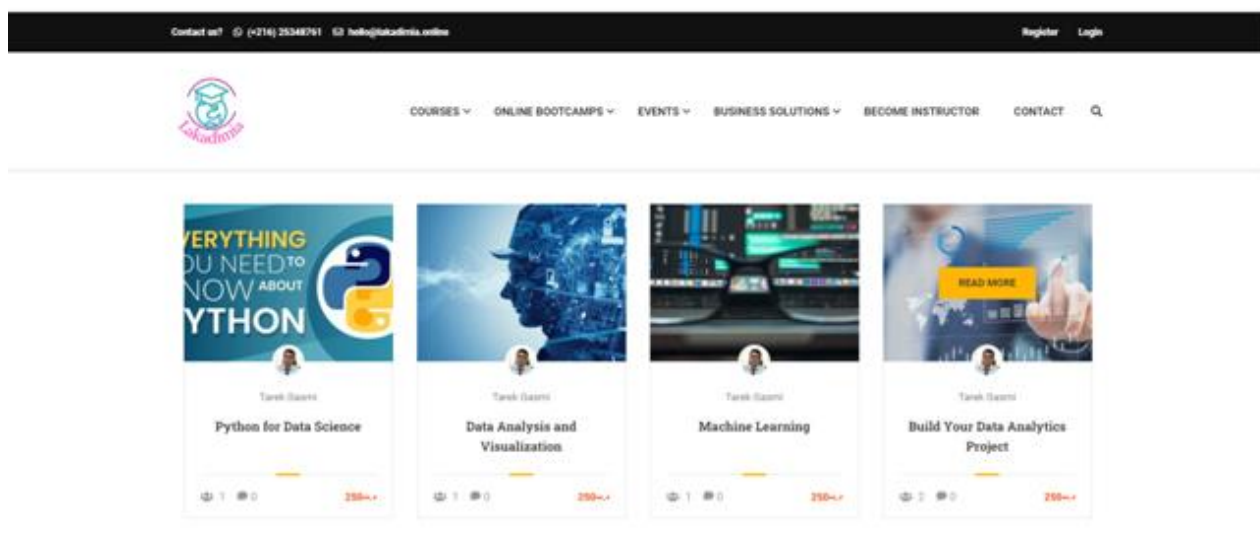 Contact us? (+216) 25348761 hello@lakadimia.online
Register Login
Lakadimia
COURSES ONLINE BOOTCAMPS EVENTS BUSINESS SOLUTIONS BECOME INSTRUCTOR CONTACT
VERYTHING
OU NEED TO
NOW ABOUT
YTHON
READ MORE
Tarek Gasmi
Tarek Gasmi
Tarek Gasmi
Tarek Gasmi
Python for Data Science
Data Analysis and
Visualization
Machine Learning
Build Your Data Analytics
Project
1 0 250
1 0 250
1 0 250
2 0 250